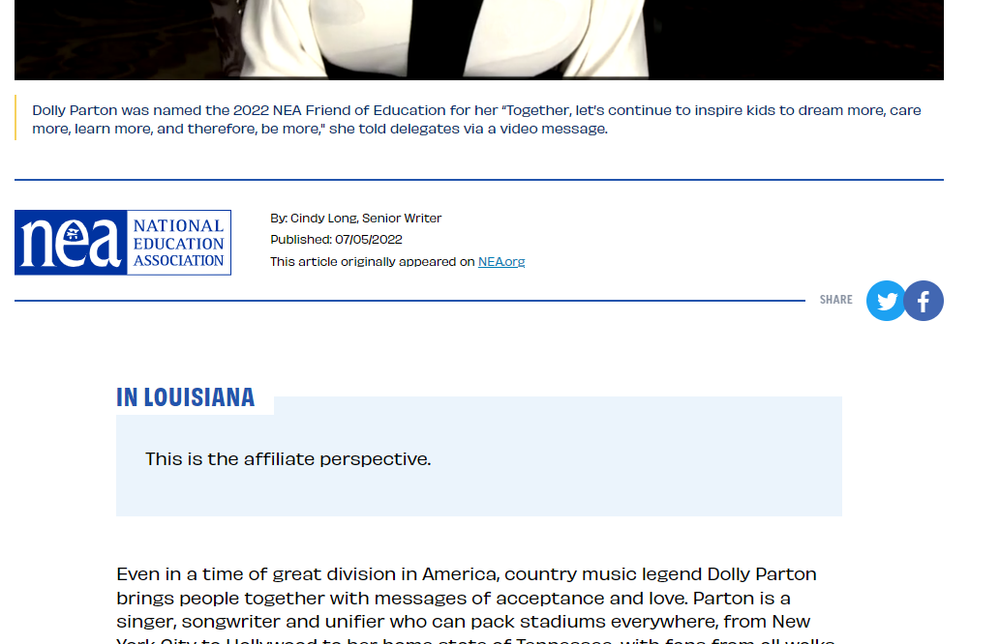 Dolly Parton was named the 2022 NEA Friend of Education for her “Together, let’s continue to inspire kids to dream more, care
more, learn more, and therefore, be more," she told delegates via a video message.
nea
NATIONAL
EDUCATION
ASSOCIATION
By: Cindy Long, Senior Writer
Published: 07/05/2022
This article originally appeared on NEA.org
SHARE
IN LOUISIANA
This is the affiliate perspective.
Even in a time of great division in America, country music legend Dolly Parton
brings people together with messages of acceptance and love. Parton is a
singer, songwriter and unifier who can pack stadiums everywhere, from New
York City to Hollywood to her home state of Tennessee, with fans from all walks